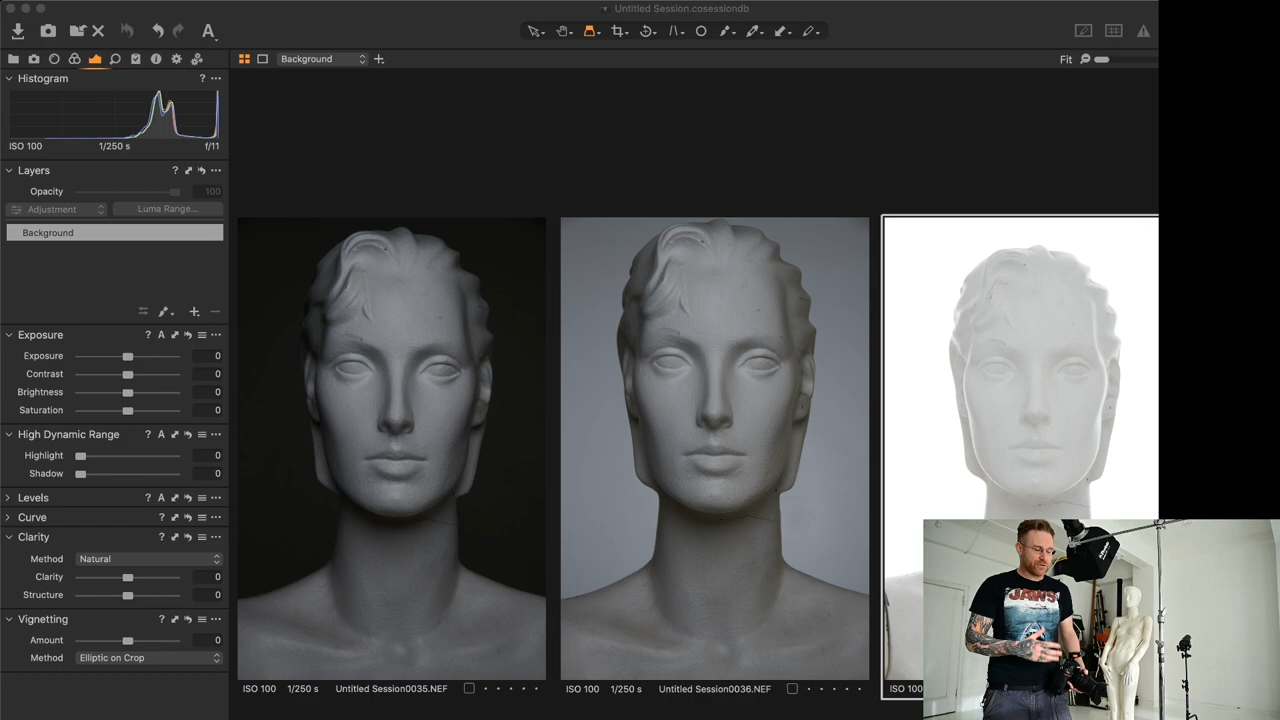 Untitled Session.cosessiondb
Background
Fit
Histogram
ISO 100 1/250 s f/11
Layers
Opacity 100
Adjustment Luma Range...
Background
Exposure
Exposure 0
Contrast 0
Brightness 0
Saturation 0
High Dynamic Range
Highlight 0
Shadow 0
Levels
Curve
Clarity
Method Natural
Clarity 0
Structure 0
Vignetting
Amount 0
Method Elliptic on Crop
ISO 100 1/250 s Untitled Session0035.NEF
ISO 100 1/250 s Untitled Session0036.NEF
ISO 100
JAWS